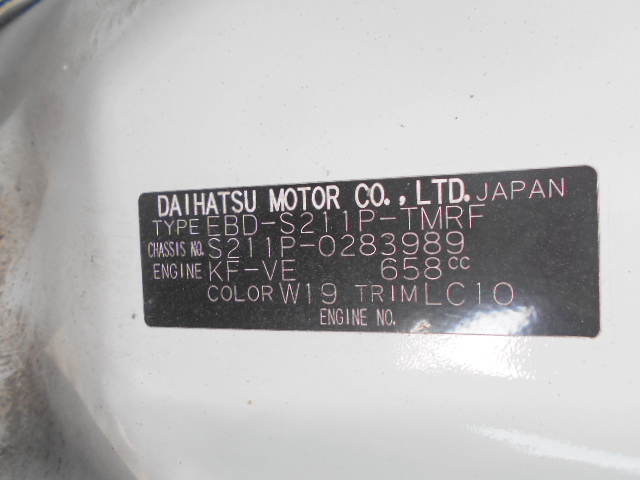 DAIHATSU MOTOR CO., LTD. JAPAN
TYPE EBD-S211P-TMRF
CHASSIS NO. S211P-0283989
ENGINE KF-VE 658cc
COLOR W19 TRIM LC10
ENGINE NO.